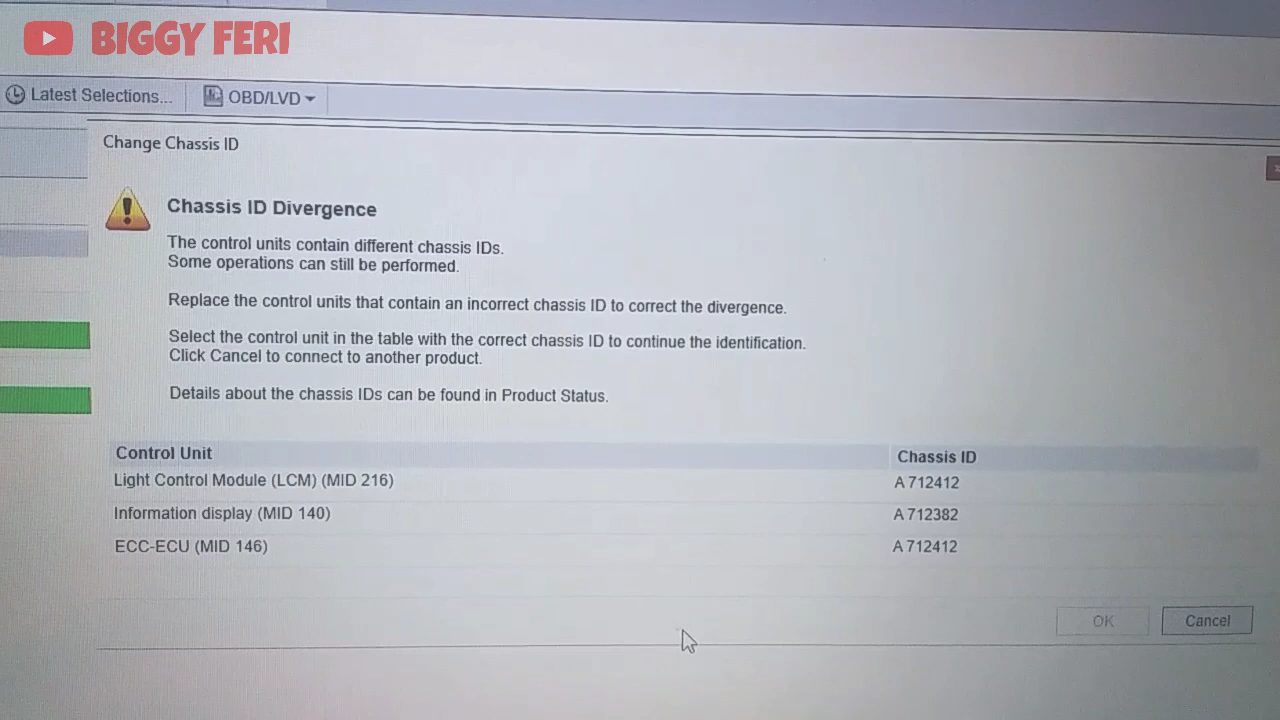 BIGGY FERI
Latest Selections... OBD/LVD
Change Chassis ID
Chassis ID Divergence
The control units contain different chassis IDs.
Some operations can still be performed.
Replace the control units that contain an incorrect chassis ID to correct the divergence.
Select the control unit in the table with the correct chassis ID to continue the identification.
Click Cancel to connect to another product.
Details about the chassis IDs can be found in Product Status.
Control Unit Chassis ID
Light Control Module (LCM) (MID 216) A 712412
Information display (MID 140) A 712382
ECC-ECU (MID 146) A 712412
OK Cancel